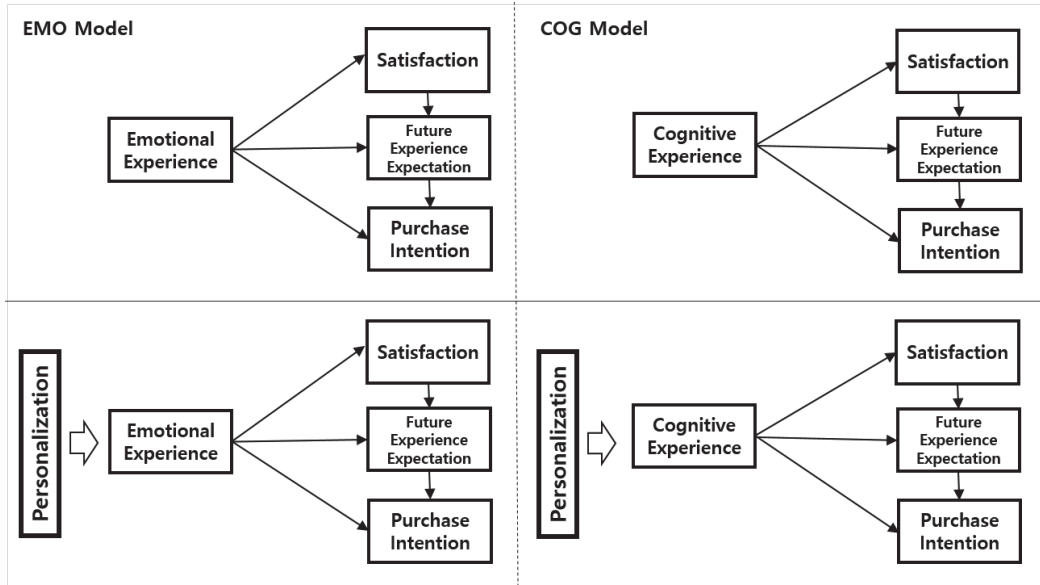 EMO Model
Satisfaction
Emotional
Experience
Future
Experience
Expectation
Purchase
Intention
COG Model
Satisfaction
Cognitive
Experience
Future
Experience
Expectation
Purchase
Intention
Personalization
Satisfaction
Emotional
Experience
Future
Experience
Expectation
Purchase
Intention
Personalization
Satisfaction
Cognitive
Experience
Future
Experience
Expectation
Purchase
Intention